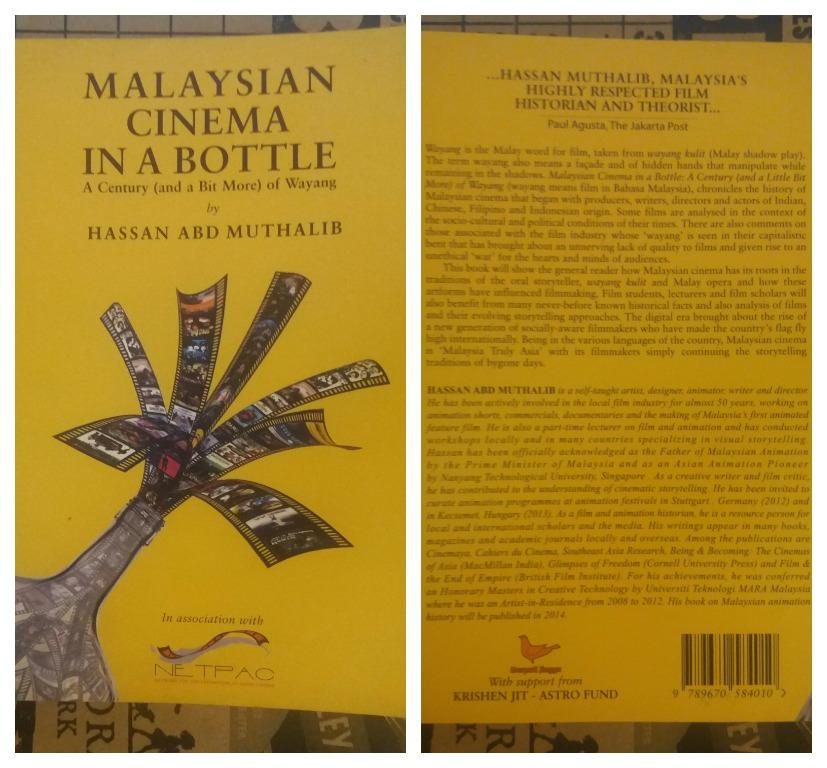 MALAYSIAN
CINEMA
IN A BOTTLE
A Century (and a Bit More) of Wayang
by
HASSAN ABD MUTHALIB
In association with
NETPAC
...HASSAN MUTHALIB, MALAYSIA'S
HIGHLY RESPECTED FILM
HISTORIAN AND THEORIST...
Paul Agusta, The Jakarta Post
Wayang is the Malay word for film, taken from wayang kulit (Malay shadow play).
The term wayang also means a façade and of hidden hands that manipulate while
remaining in the shadows. Malaysian Cinema in a Bottle: A Century (and a Little Bit
More) of Wayang (wayang means film in Bahasa Malaysia), chronicles the history of
Malaysian cinema that began with producers, writers, directors and actors of Indian,
Chinese, Filipino and Indonesian origin. Some films are analysed in the context of
the socio-cultural and political conditions of their times. There are also comments on
those associated with the film industry whose 'wayang' is seen in their capitalistic
bent that has brought about an unnerving lack of quality to films and given rise to an
unethical 'war' for the hearts and minds of audiences.
This book will show the general reader how Malaysian cinema has its roots in the
traditions of the oral storyteller, wayang kulit and Malay opera and how these
artforms have influenced filmmaking. Film students, lecturers and film scholars will
also benefit from many never-before known historical facts and also analysis of films
and their evolving storytelling approaches. The digital era brought about the rise of
a new generation of socially-aware filmmakers who have made the country's flag fly
high internationally. Being in the various languages of the country, Malaysian cinema
is 'Malaysia Truly Asia' with its filmmakers simply continuing the storytelling
traditions of bygone days.
HASSAN ABD MUTHALIB is a self-taught artist, designer, animator, writer and director
He has been actively involved in the local film industry for almost 50 years, working on
animation shorts, commercials, documentaries and the making of Malaysia's first animated
feature film. He is also a part-time lecturer on film and animation and has conducted
workshops locally and in many countries specializing in visual storytelling.
Hassan has been officially acknowledged as the Father of Malaysian Animation
by the Prime Minister of Malaysia and as an Asian Animation Pioneer
by Nanyang Technological University, Singapore . As a creative writer and film critic,
he has contributed to the understanding of cinematic storytelling. He has been invited to
curate animation programmes at animation festivals in Stuttgart , Germany (2012) and
in Kecsemet, Hungary (2013). As a film and animation historian, he is a resource person for
local and international scholars and the media. His writings appear in many books,
magazines and academic journals locally and overseas. Among the publications are
Cinemaya, Cahiers du Cinema, Southeast Asia Research, Being & Becoming: The Cinemas
of Asia (MacMillan India), Glimpses of Freedom (Cornell University Press) and Film &
the End of Empire (British Film Institute). For his achievements, he was conferred
an Honorary Masters in Creative Technology by Universiti Teknologi MARA Malaysia
where he was an Artist-in-Residence from 2008 to 2012. His book on Malaysian animation
history will be published in 2014.
With support from
KRISHEN JIT - ASTRO FUND
9 789670 584010 >